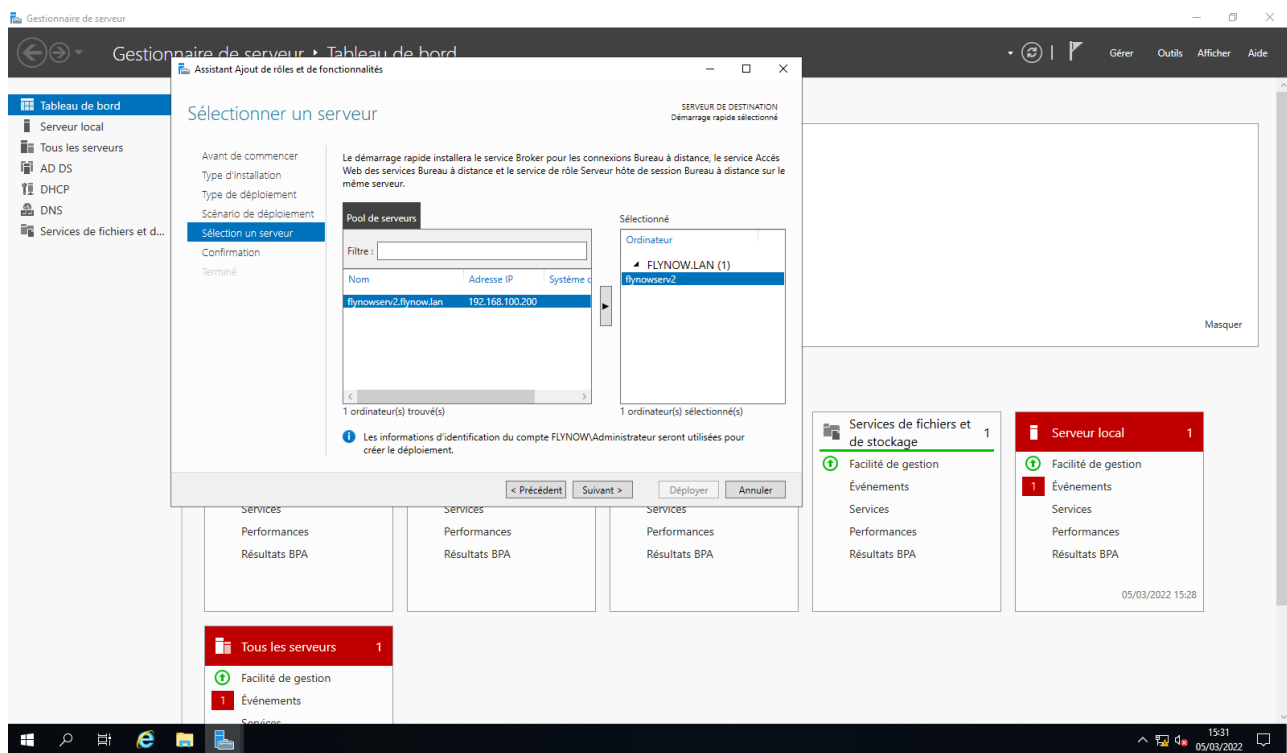 Gestionnaire de serveur
Gestionnaire de serveur • Tableau de bord
Gérer Outils Afficher Aide
Tableau de bord
Serveur local
Tous les serveurs
AD DS
DHCP
DNS
Services de fichiers et d...
Assistant Ajout de rôles et de fonctionnalités
Sélectionner un serveur
SERVEUR DE DESTINATION
Démarrage rapide sélectionné
Avant de commencer
Type d'installation
Type de déploiement
Scénario de déploiement
Sélection un serveur
Confirmation
Terminé
Le démarrage rapide installera le service Broker pour les connexions Bureau à distance, le service Accès
Web des services Bureau à distance et le service de rôle Serveur hôte de session Bureau à distance sur le
même serveur.
Pool de serveurs
Filtre :
Nom Adresse IP Système
flynowserv2.flynow.lan 192.168.100.200
1 ordinateur(s) trouvé(s)
Sélectionné
Ordinateur
FLYNOW.LAN (1)
flynowserv2
1 ordinateur(s) sélectionné(s)
Les informations d'identification du compte FLYNOW\Administrateur seront utilisées pour
créer le déploiement.
< Précédent Suivant > Déployer Annuler
Masquer
Services
Performances
Résultats BPA
Services
Performances
Résultats BPA
Services
Performances
Résultats BPA
Services de fichiers et
de stockage
1
Facilité de gestion
Événements
Services
Performances
Résultats BPA
Serveur local 1
Facilité de gestion
1 Événements
Services
Performances
Résultats BPA
05/03/2022 15:28
Tous les serveurs 1
Facilité de gestion
1 Événements
Services
15:31
05/03/2022